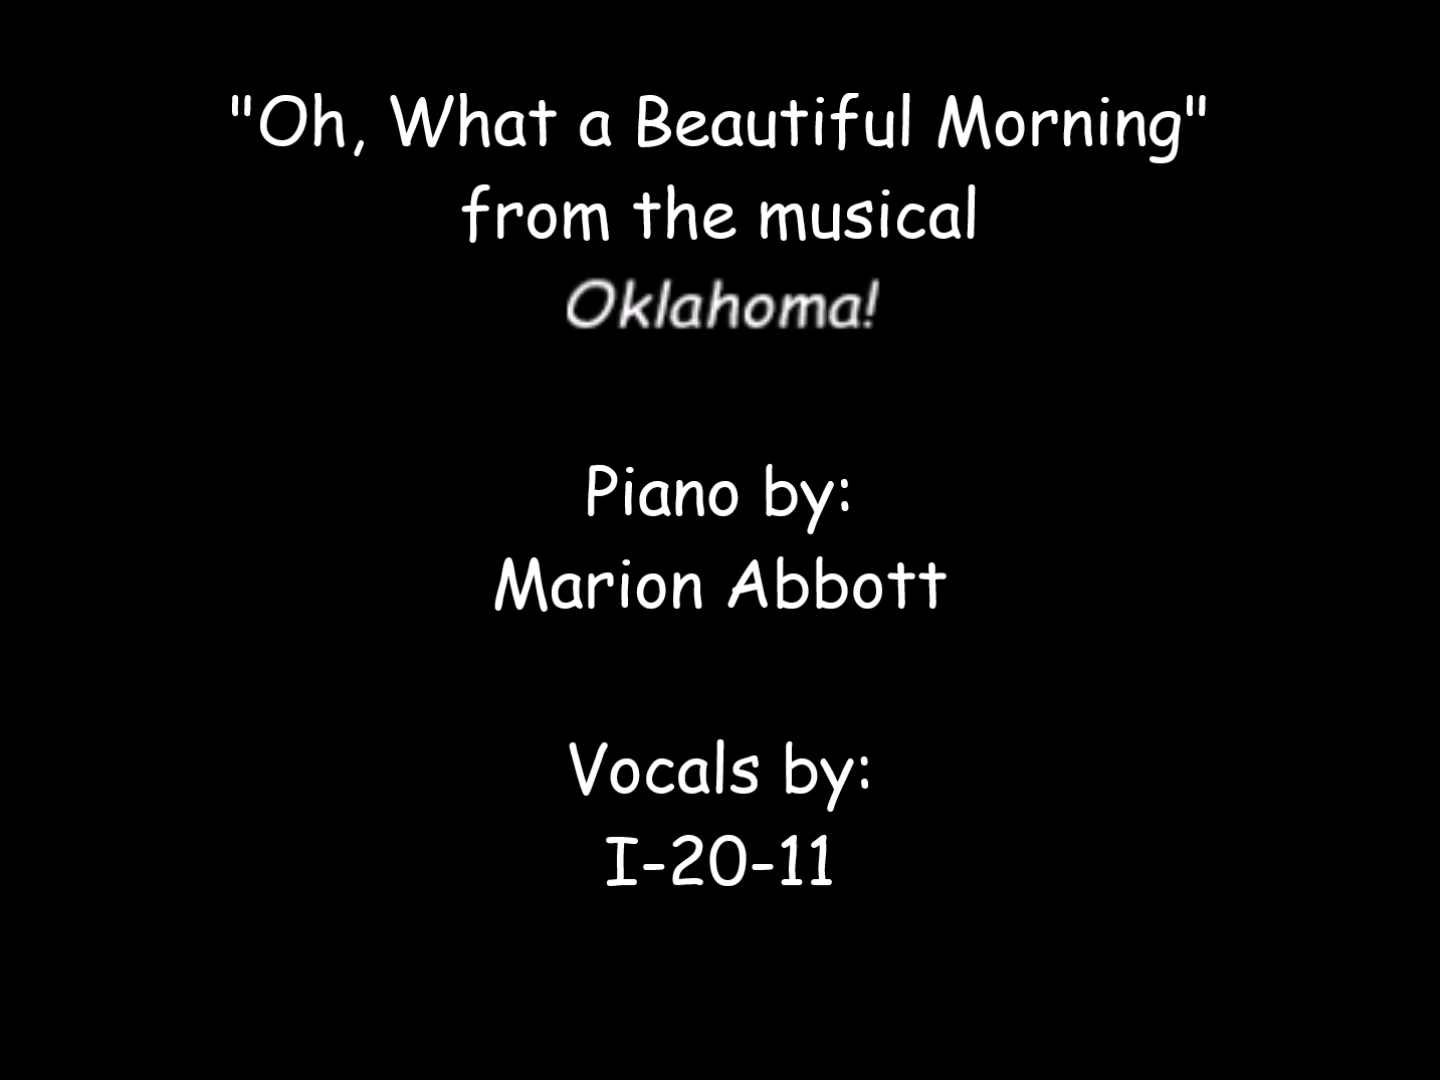 "Oh, What a Beautiful Morning"
from the musical
Oklahoma!
Piano by:
Marion Abbott
Vocals by:
I-20-11